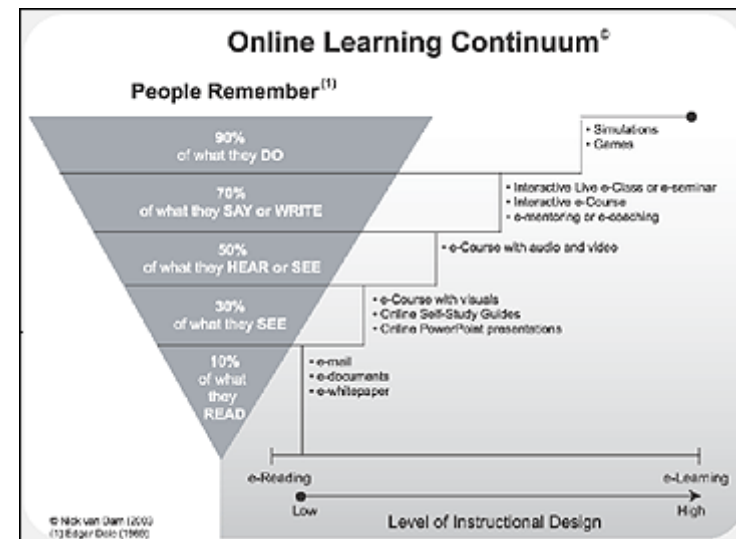 Online Learning Continuum©
People Remember(1)
90%
of what they DO
• Simulations
• Games
70%
of what they SAY or WRITE
• Interactive Live e-Class or e-seminar
• Interactive e-Course
• e-mentoring or e-coaching
50%
of what they HEAR or SEE
• e-Course with audio and video
30%
of what they SEE
• e-Course with visuals
• Online Self-Study Guides
• Online PowerPoint presentations
10%
of what
they
READ
• e-mail
• e-documents
• e-whitepaper
e-Reading
e-Learning
Low
High
Level of Instructional Design
© Nick van Dam (2003
(1) Edgar Dale (1969)